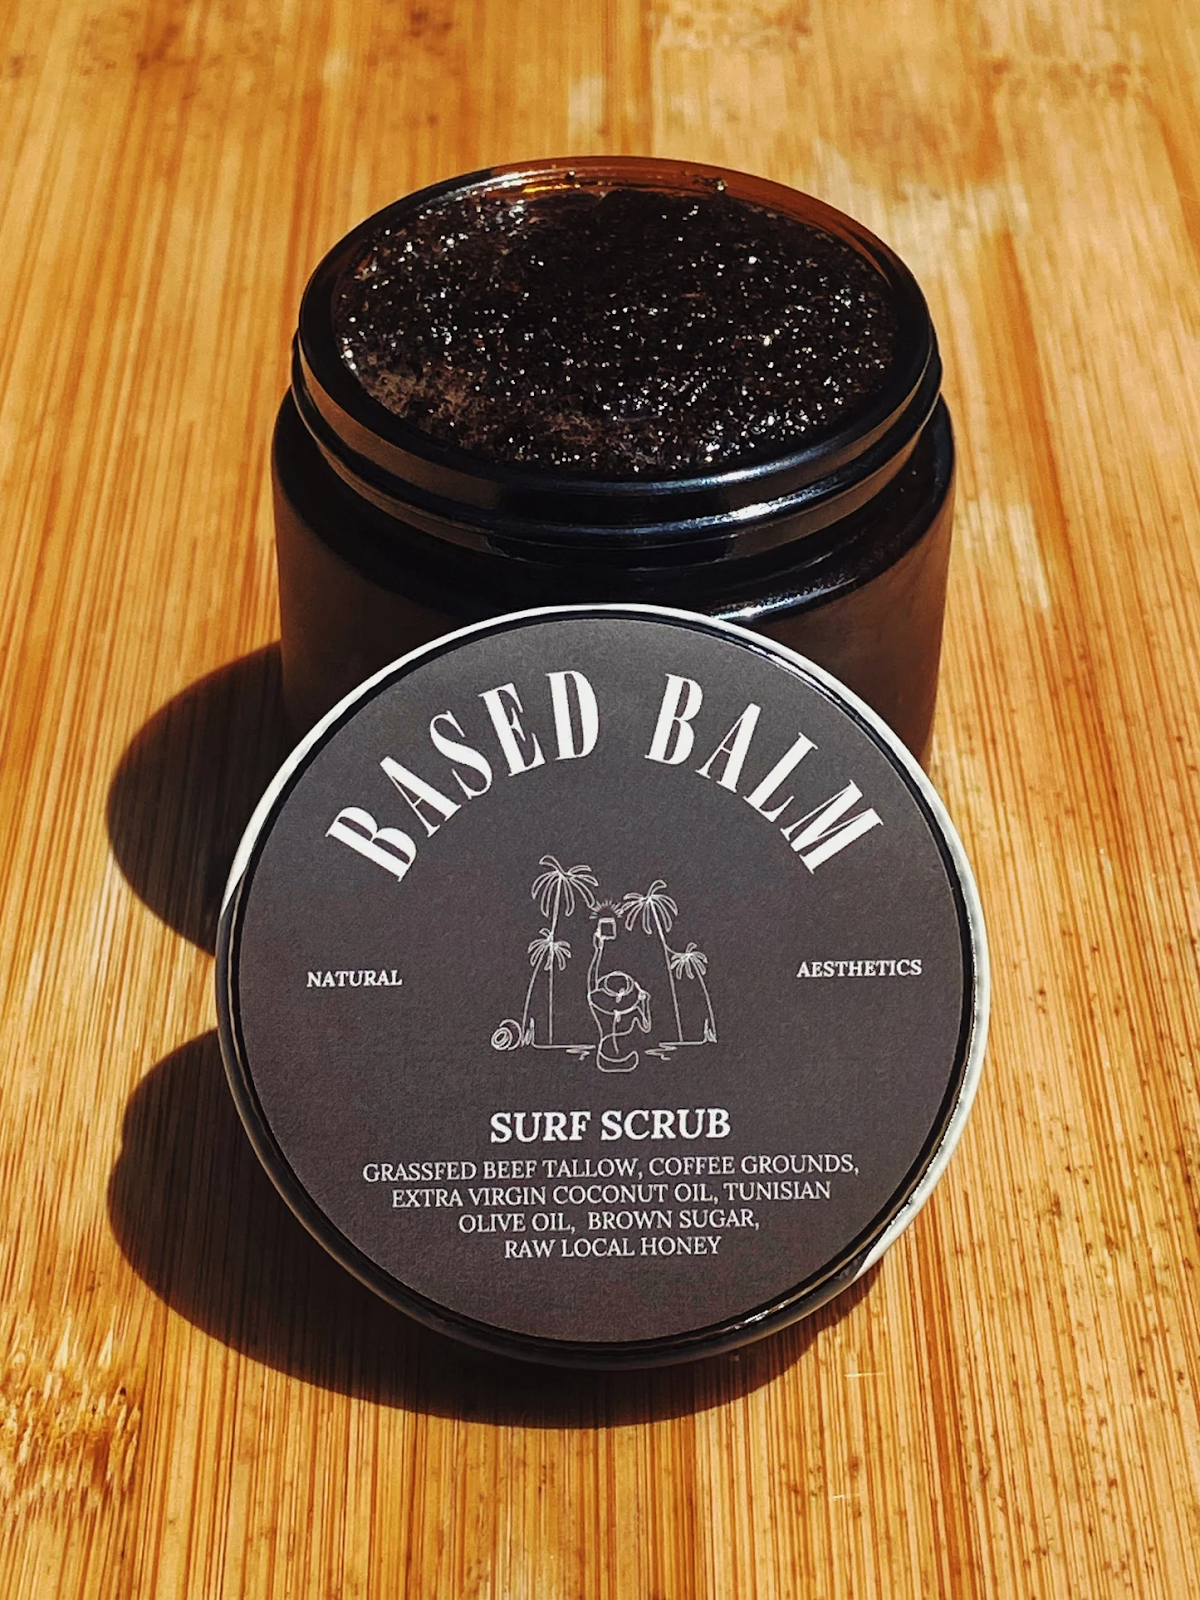 BASED BALM
NATURAL
AESTHETICS
SURF SCRUB
GRASSFED BEEF TALLOW, COFFEE GROUNDS,
EXTRA VIRGIN COCONUT OIL, TUNISIAN
OLIVE OIL, BROWN SUGAR,
RAW LOCAL HONEY